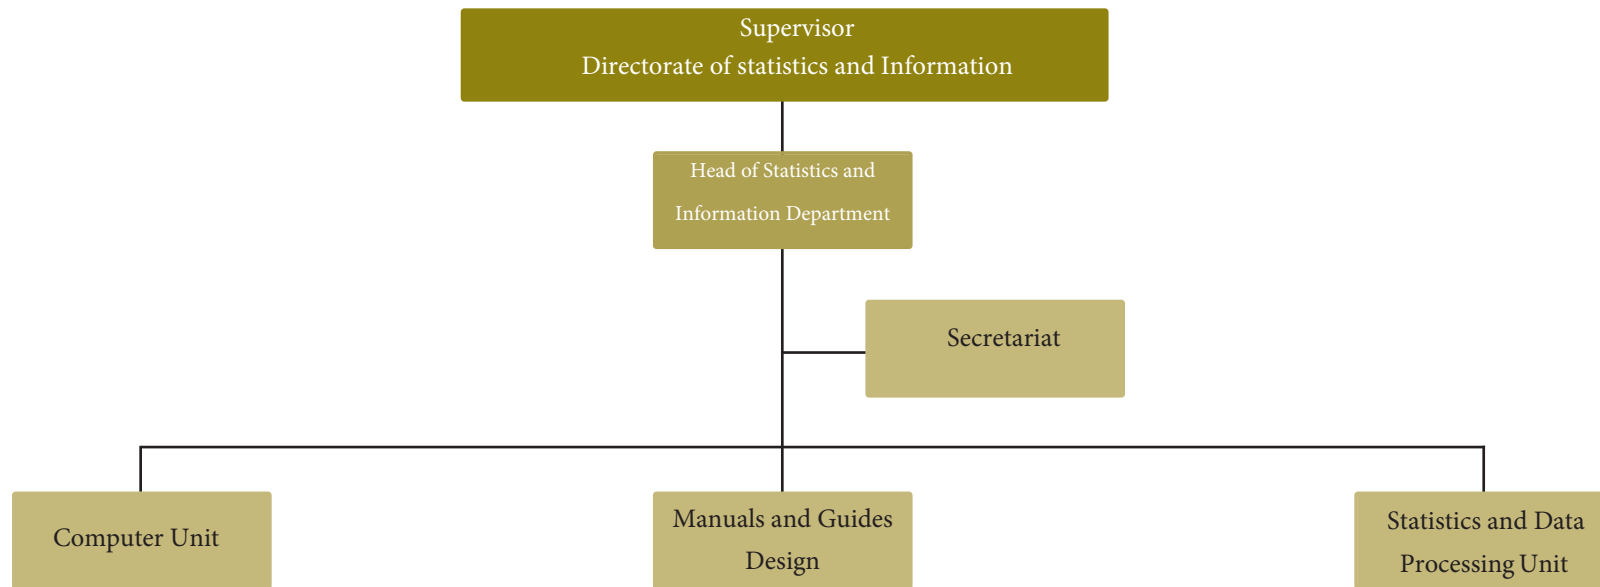 Supervisor
Directorate of statistics and Information
Head of Statistics and
Information Department
Secretariat
Computer Unit
Manuals and Guides
Design
Statistics and Data
Processing Unit